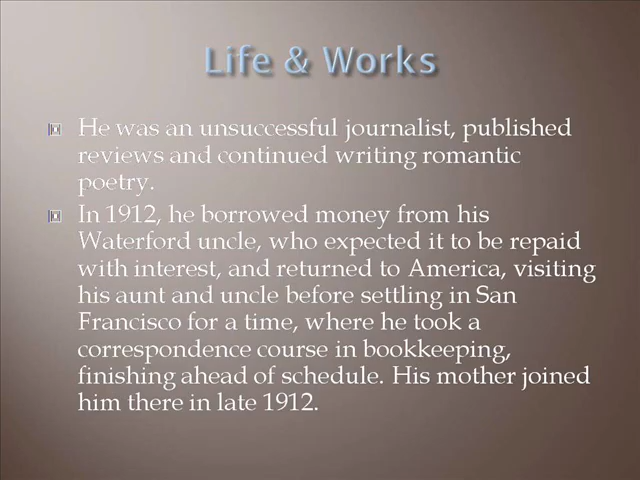 Life & Works
He was an unsuccessful journalist, published
reviews and continued writing romantic
poetry.
In 1912, he borrowed money from his
Waterford uncle, who expected it to be repaid
with interest, and returned to America, visiting
his aunt and uncle before settling in San
Francisco for a time, where he took a
correspondence course in bookkeeping,
finishing ahead of schedule. His mother joined
him there in late 1912.